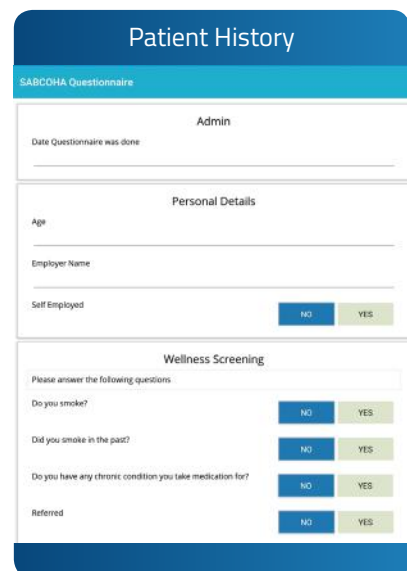 Patient History
SABCOHA Questionnaire
Admin
Date Questionnaire was done
Personal Details
Age
Employer Name
Self Employed NO YES
Wellness Screening
Please answer the following questions
Do you smoke? NO YES
Did you smoke in the past? NO YES
Do you have any chronic condition you take medication for? NO YES
Referred NO YES